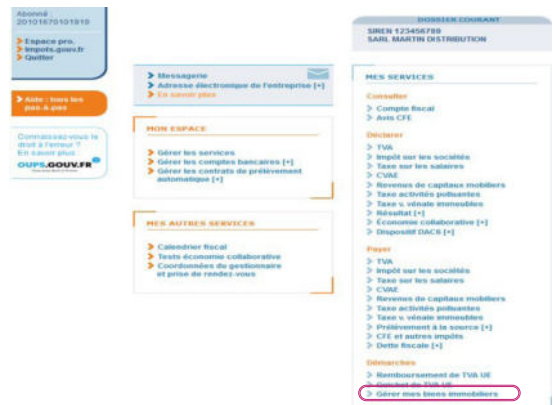 Abonné :
20101670101919
Espace pro.
Impots.gouv.fr
Quitter
Aide : tous les
pas-à-pas
Connaissez-vous le
droit à l'erreur ?
En savoir plus
OUPS.GOUV.FR
Messagerie
Adresse électronique de l'entreprise [+]
En savoir plus
MON ESPACE
Gérer les services
Gérer les comptes bancaires [+]
Gérer les contrats de prélèvement
automatique [+]
MES AUTRES SERVICES
Calendrier fiscal
Tests économie collaborative
Coordonnées du gestionnaire
et prise de rendez-vous
DOSSIER COURANT
SIREN 123456789
SARL MARTIN DISTRIBUTION
MES SERVICES
Consulter
Compte fiscal
Avis CFE
Déclarer
TVA
Impôt sur les sociétés
Taxe sur les salaires
CVAE
Revenus de capitaux mobiliers
Taxe activités polluantes
Taxe v. vénale immeubles
Résultat [+]
Économie collaborative [+]
Dispositif DAC6 [+]
Payer
TVA
Impôt sur les sociétés
Taxe sur les salaires
CVAE
Revenus de capitaux mobiliers
Taxe activités polluantes
Taxe v. vénale immeubles
Prélèvement à la source [+]
CFE et autres impôts
Dette fiscale [+]
Démarches
Remboursement de TVA UE
Guichet de TVA UE
Gérer mes biens immobiliers